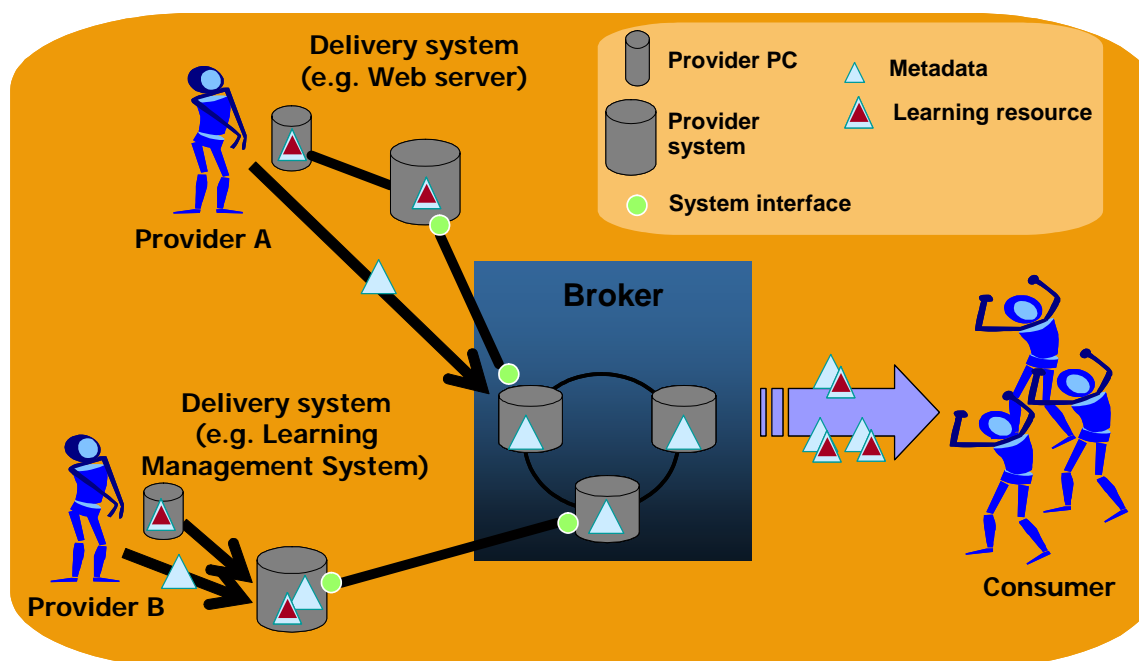 Delivery system
(e.g. Web server)
Provider PC
Metadata
Provider
system
Learning resource
System interface
Provider A
Broker
Delivery system
(e.g. Learning
Management System)
Provider B
Consumer